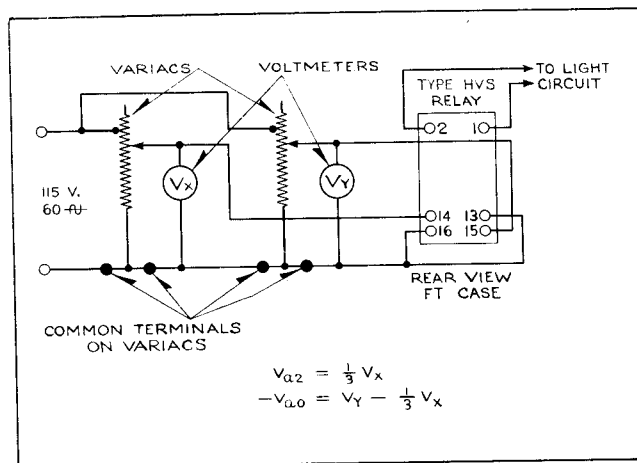 VARIACS
VOLTMETERS
TO LIGHT
CIRCUIT
TYPE HVS
RELAY
2 1
115 V.
60 ~
Vx
Vy
14 13
16 15
REAR VIEW
FT CASE
COMMON TERMINALS
ON VARIACS
Va2 = 1/3 Vx
-Va0 = Vy - 1/3 Vx